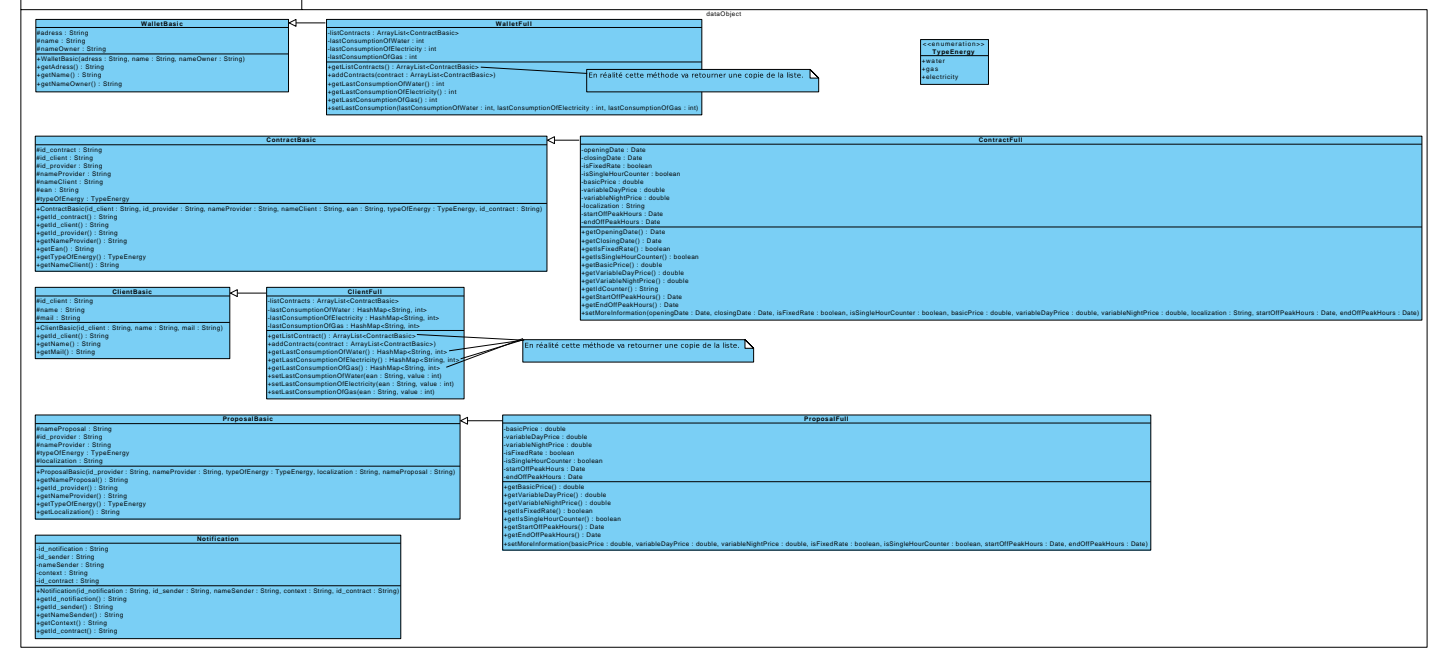 dataObject
WalletBasic
#adress : String
#name : String
#nameOwner : String
+WalletBasic(adress : String, name : String, nameOwner : String)
+getAdress() : String
+getName() : String
+getNameOwner() : String
WalletFull
-listContracts : ArrayList<ContractBasic>
-lastConsumptionOfWater : int
-lastConsumptionOfElectricity : int
-lastConsumptionOfGas : int
+getListContracts() : ArrayList<ContractBasic>
+addContracts(contract : ArrayList<ContractBasic>)
+getLastConsumptionOfWater() : int
+getLastConsumptionOfElectricity() : int
+getLastConsumptionOfGas() : int
+setLastConsumption(lastConsumptionOfWater : int, lastConsumptionOfElectricity : int, lastConsumptionOfGas : int)
En réalité cette méthode va retourner une copie de la liste.
<<enumeration>>
TypeEnergy
+water
+gas
+electricity
ContractBasic
#id_contract : String
#id_client : String
#id_provider : String
#nameProvider : String
#nameClient : String
#ean : String
#typeOfEnergy : TypeEnergy
+ContractBasic(id_client : String, id_provider : String, nameProvider : String, nameClient : String, ean : String, typeOfEnergy : TypeEnergy, id_contract : String)
+getId_contract() : String
+getId_client() : String
+getId_provider() : String
+getNameProvider() : String
+getEan() : String
+getTypeOfEnergy() : TypeEnergy
+getNameClient() : String
ContractFull
-openingDate : Date
-closingDate : Date
-isFixedRate : boolean
-isSingleHourCounter : boolean
-basicPrice : double
-variableDayPrice : double
-variableNightPrice : double
-localization : String
-startOffPeakHours : Date
-endOffPeakHours : Date
+getOpeningDate() : Date
+getClosingDate() : Date
+getIsFixedRate() : boolean
+getIsSingleHourCounter() : boolean
+getBasicPrice() : double
+getVariableDayPrice() : double
+getVariableNightPrice() : double
+getIdCounter() : String
+getStartOffPeakHours() : Date
+getEndOffPeakHours() : Date
+setMoreInformation(openingDate : Date, closingDate : Date, isFixedRate : boolean, isSingleHourCounter : boolean, basicPrice : double, variableDayPrice : double, variableNightPrice : double, localization : String, startOffPeakHours : Date, endOffPeakHours : Date)
ClientBasic
#id_client : String
#name : String
#mail : String
+ClientBasic(id_client : String, name : String, mail : String)
+getId_client() : String
+getName() : String
+getMail() : String
ClientFull
-listContracts : ArrayList<ContractBasic>
-lastConsumptionOfWater : HashMap<String, int>
-lastConsumptionOfElectricity : HashMap<String, int>
-lastConsumptionOfGas : HashMap<String, int>
+getListContract() : ArrayList<ContractBasic>
+addContracts(contract : ArrayList<ContractBasic>)
+getLastConsumptionOfWater() : HashMap<String, int>
+getLastConsumptionOfElectricity() : HashMap<String, int>
+getLastConsumptionOfGas() : HashMap<String, int>
+setLastConsumptionOfWater(ean : String, value : int)
+setLastConsumptionOfElectricity(ean : String, value : int)
+setLastConsumptionOfGas(ean : String, value : int)
En réalité cette méthode va retourner une copie de la liste.
ProposalBasic
#nameProposal : String
#id_provider : String
#nameProvider : String
#typeOfEnergy : TypeEnergy
#localization : String
+ProposalBasic(id_provider : String, nameProvider : String, typeOfEnergy : TypeEnergy, localization : String, nameProposal : String)
+getNameProposal() : String
+getId_provider() : String
+getNameProvider() : String
+getTypeOfEnergy() : TypeEnergy
+getLocalization() : String
ProposalFull
-basicPrice : double
-variableDayPrice : double
-variableNightPrice : double
-isFixedRate : boolean
-isSingleHourCounter : boolean
-startOffPeakHours : Date
-endOffPeakHours : Date
+getBasicPrice() : double
+getVariableDayPrice() : double
+getVariableNightPrice() : double
+getIsFixedRate() : boolean
+getIsSingleHourCounter() : boolean
+getStartOffPeakHours() : Date
+getEndOffPeakHours() : Date
+setMoreInformation(basicPrice : double, variableDayPrice : double, variableNightPrice : double, isFixedRate : boolean, isSingleHourCounter : boolean, startOffPeakHours : Date, endOffPeakHours : Date)
Notification
-id_notification : String
-id_sender : String
-nameSender : String
-context : String
-id_contract : String
+Notification(id_notification : String, id_sender : String, nameSender : String, context : String, id_contract : String)
+getId_notifiaction() : String
+getId_sender() : String
+getNameSender() : String
+getContext() : String
+getId_contract() : String